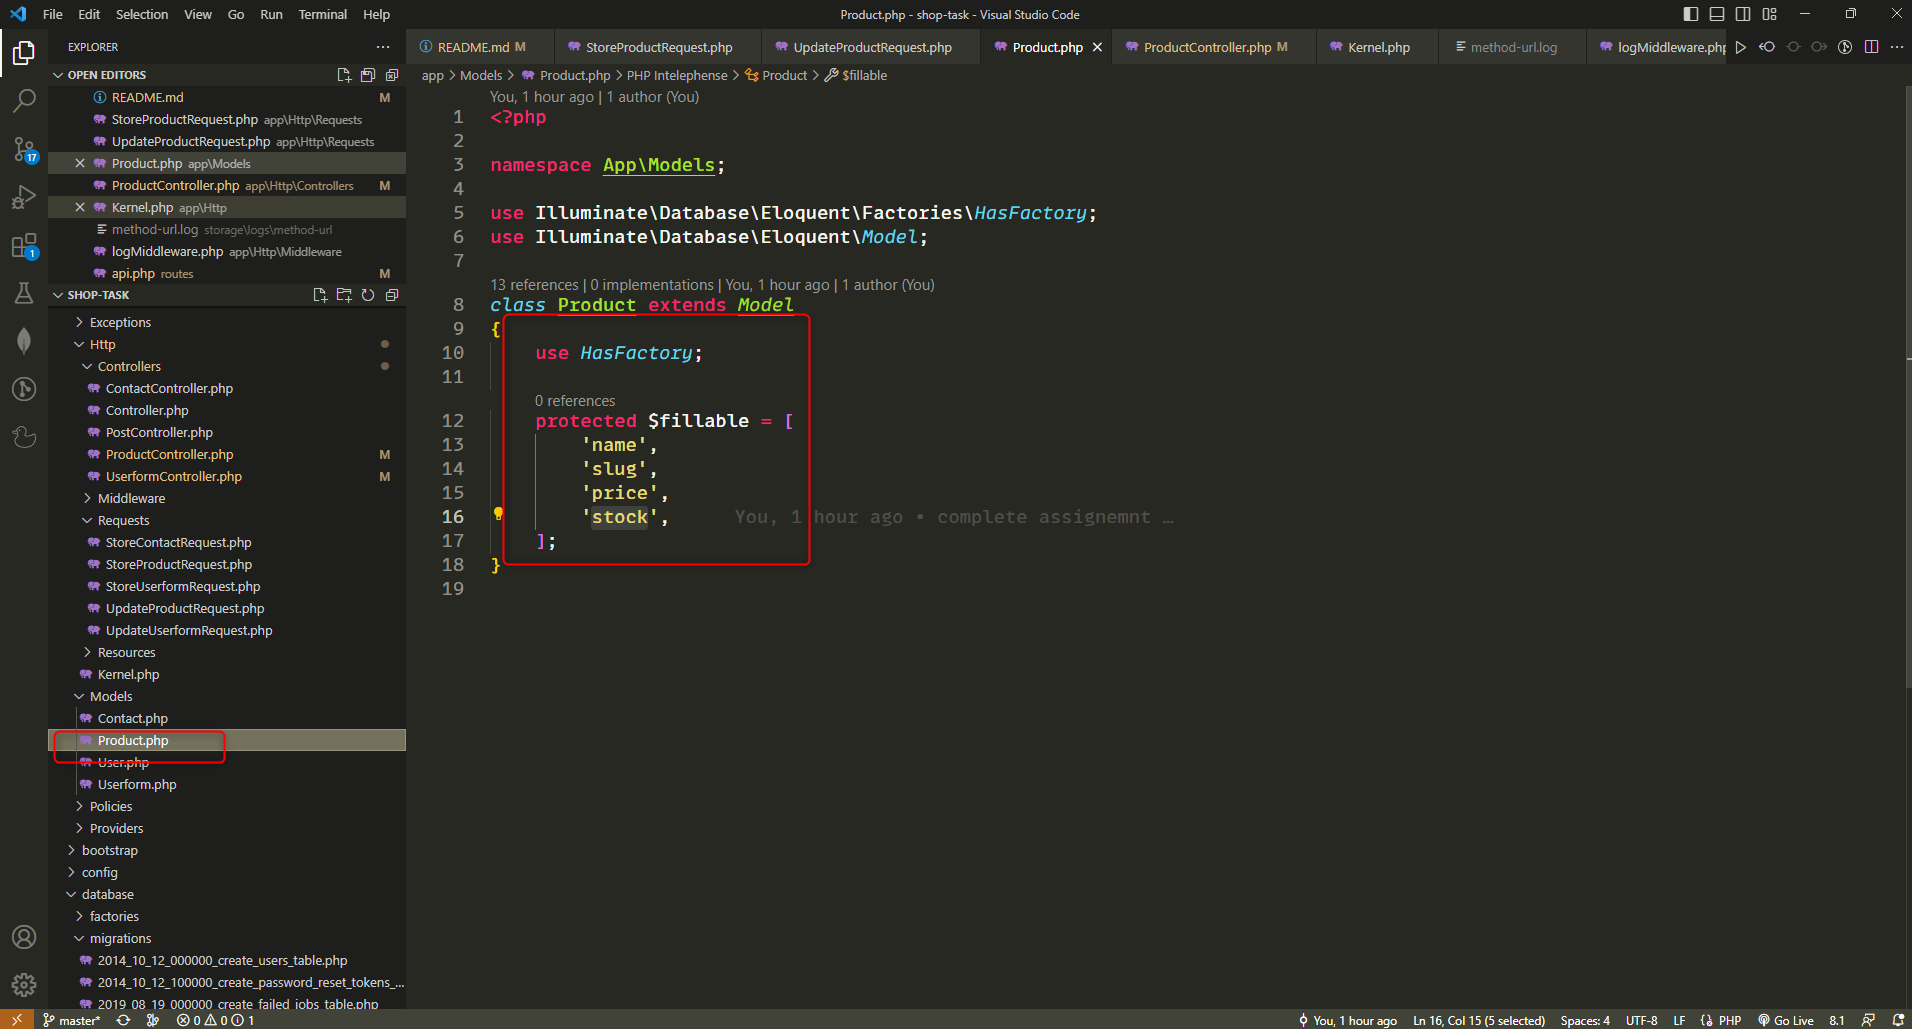 File Edit Selection View Go Run Terminal Help
Product.php - shop-task - Visual Studio Code
EXPLORER
OPEN EDITORS
README.md M
StoreProductRequest.php app\Http\Requests
UpdateProductRequest.php app\Http\Requests
Product.php app\Models
ProductController.php app\Http\Controllers M
Kernel.php app\Http
method-url.log storage\logs\method-url
logMiddleware.php app\Http\Middleware
api.php routes M
SHOP-TASK
Exceptions
Http
Controllers
ContactController.php
Controller.php
PostController.php
ProductController.php M
UserformController.php M
Middleware
Requests
StoreContactRequest.php
StoreProductRequest.php
StoreUserformRequest.php
UpdateProductRequest.php
UpdateUserformRequest.php
Resources
Kernel.php
Models
Contact.php
Product.php
User.php
Userform.php
Policies
Providers
bootstrap
config
database
factories
migrations
2014_10_12_000000_create_users_table.php
2014_10_12_100000_create_password_reset_tokens_...
2019_08_19_000000_create_failed_jobs_table.php
17
1
README.md M StoreProductRequest.php UpdateProductRequest.php Product.php ProductController.php M Kernel.php method-url.log logMiddleware.php
app > Models > Product.php > PHP Intelephense > Product > $fillable
You, 1 hour ago | 1 author (You)
1 <?php
2
3 namespace App\Models;
4
5 use Illuminate\Database\Eloquent\Factories\HasFactory;
6 use Illuminate\Database\Eloquent\Model;
7
13 references | 0 implementations | You, 1 hour ago | 1 author (You)
8 class Product extends Model
9 {
10 use HasFactory;
11
0 references
12 protected $fillable = [
13 'name',
14 'slug',
15 'price',
16 'stock', You, 1 hour ago • complete assignemnt …
17 ];
18 }
19
master* 0 0 1
You, 1 hour ago Ln 16, Col 15 (5 selected) Spaces: 4 UTF-8 LF PHP Go Live 8.1